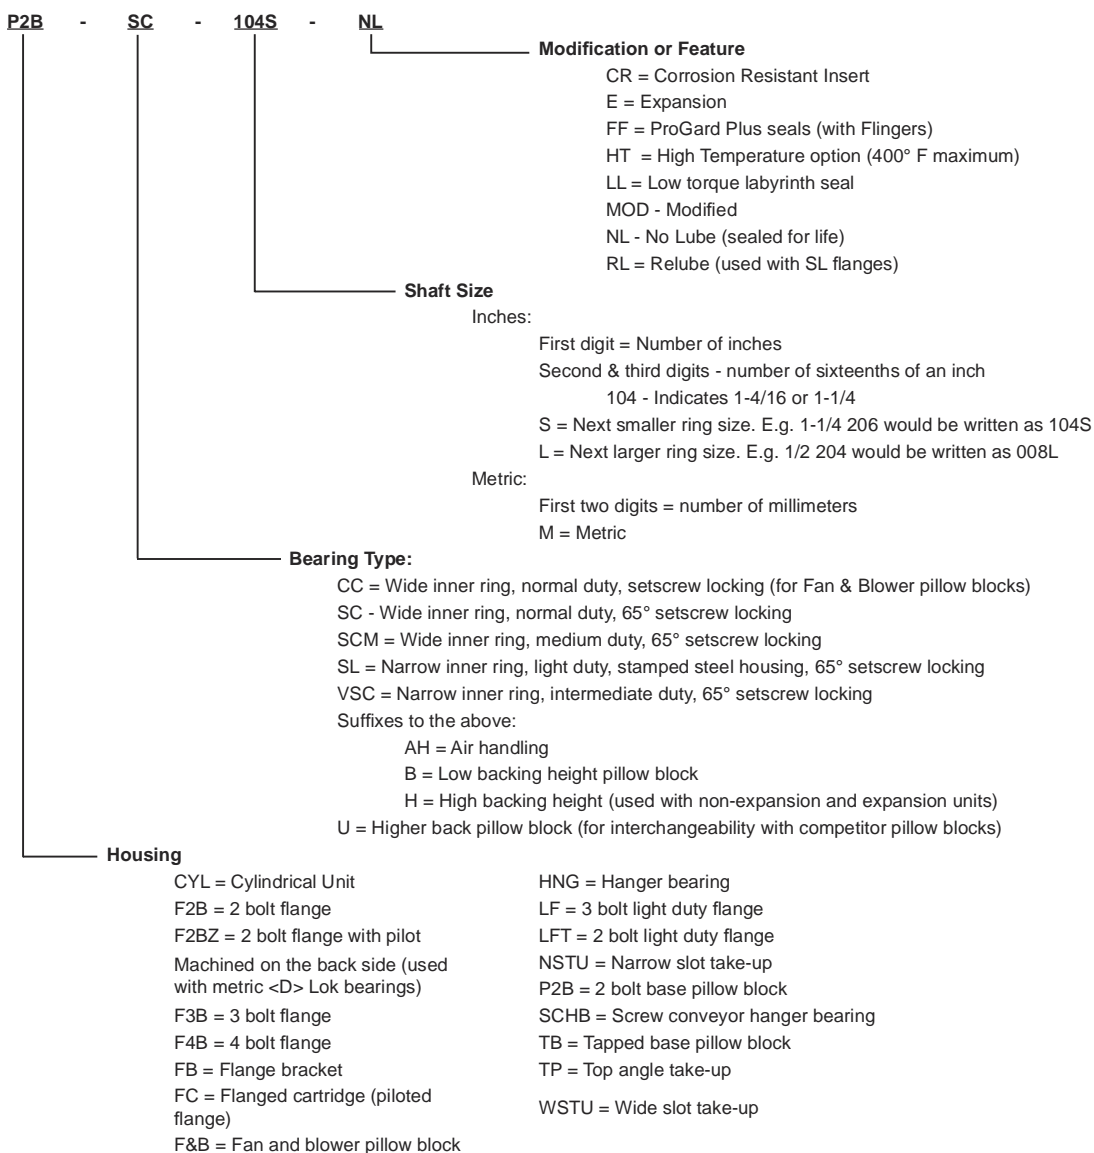 P2B - SC - 104S - NL
Modification or Feature
CR = Corrosion Resistant Insert
E = Expansion
FF = ProGard Plus seals (with Flingers)
HT = High Temperature option (400° F maximum)
LL = Low torque labyrinth seal
MOD - Modified
NL - No Lube (sealed for life)
RL = Relube (used with SL flanges)
Shaft Size
Inches:
First digit = Number of inches
Second & third digits - number of sixteenths of an inch
104 - Indicates 1-4/16 or 1-1/4
S = Next smaller ring size. E.g. 1-1/4 206 would be written as 104S
L = Next larger ring size. E.g. 1/2 204 would be written as 008L
Metric:
First two digits = number of millimeters
M = Metric
Bearing Type:
CC = Wide inner ring, normal duty, setscrew locking (for Fan & Blower pillow blocks)
SC - Wide inner ring, normal duty, 65° setscrew locking
SCM = Wide inner ring, medium duty, 65° setscrew locking
SL = Narrow inner ring, light duty, stamped steel housing, 65° setscrew locking
VSC = Narrow inner ring, intermediate duty, 65° setscrew locking
Suffixes to the above:
AH = Air handling
B = Low backing height pillow block
H = High backing height (used with non-expansion and expansion units)
U = Higher back pillow block (for interchangeability with competitor pillow blocks)
Housing
CYL = Cylindrical Unit
F2B = 2 bolt flange
F2BZ = 2 bolt flange with pilot
Machined on the back side (used
with metric <D> Lok bearings)
F3B = 3 bolt flange
F4B = 4 bolt flange
FB = Flange bracket
FC = Flanged cartridge (piloted
flange)
F&B = Fan and blower pillow block
HNG = Hanger bearing
LF = 3 bolt light duty flange
LFT = 2 bolt light duty flange
NSTU = Narrow slot take-up
P2B = 2 bolt base pillow block
SCHB = Screw conveyor hanger bearing
TB = Tapped base pillow block
TP = Top angle take-up
WSTU = Wide slot take-up